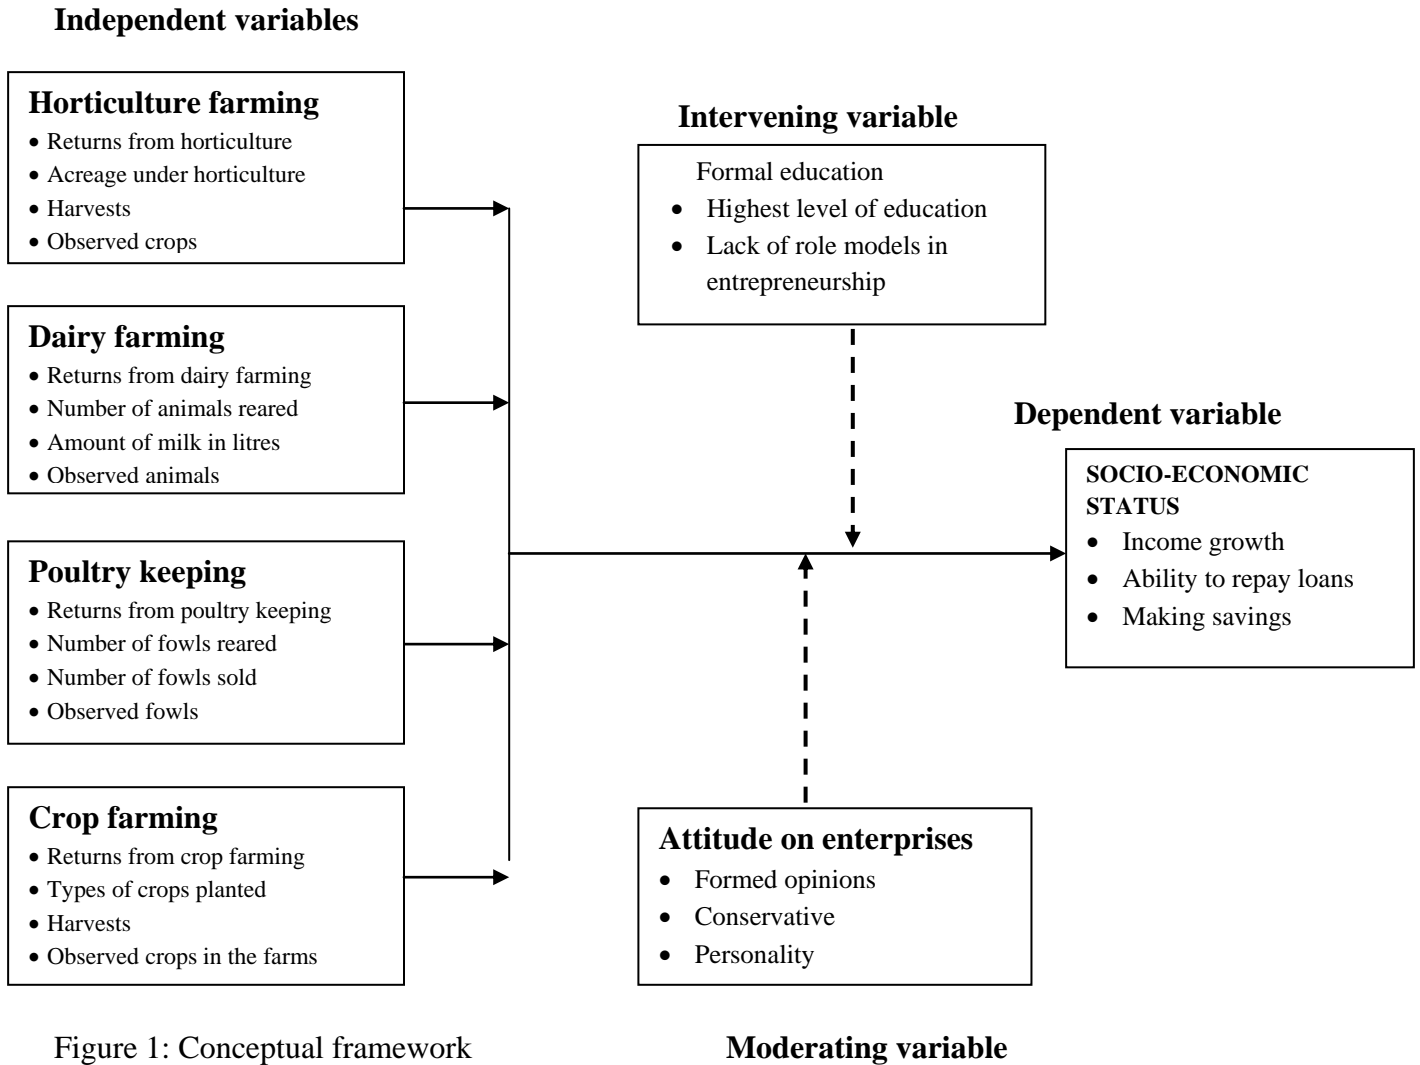 Independent variables
Horticulture farming
• Returns from horticulture
• Acreage under horticulture
• Harvests
• Observed crops
Dairy farming
• Returns from dairy farming
• Number of animals reared
• Amount of milk in litres
• Observed animals
Poultry keeping
• Returns from poultry keeping
• Number of fowls reared
• Number of fowls sold
• Observed fowls
Crop farming
• Returns from crop farming
• Types of crops planted
• Harvests
• Observed crops in the farms
Intervening variable
Formal education
• Highest level of education
• Lack of role models in
entrepreneurship
Dependent variable
SOCIO-ECONOMIC
STATUS
• Income growth
• Ability to repay loans
• Making savings
Attitude on enterprises
• Formed opinions
• Conservative
• Personality
Moderating variable
Figure 1: Conceptual framework